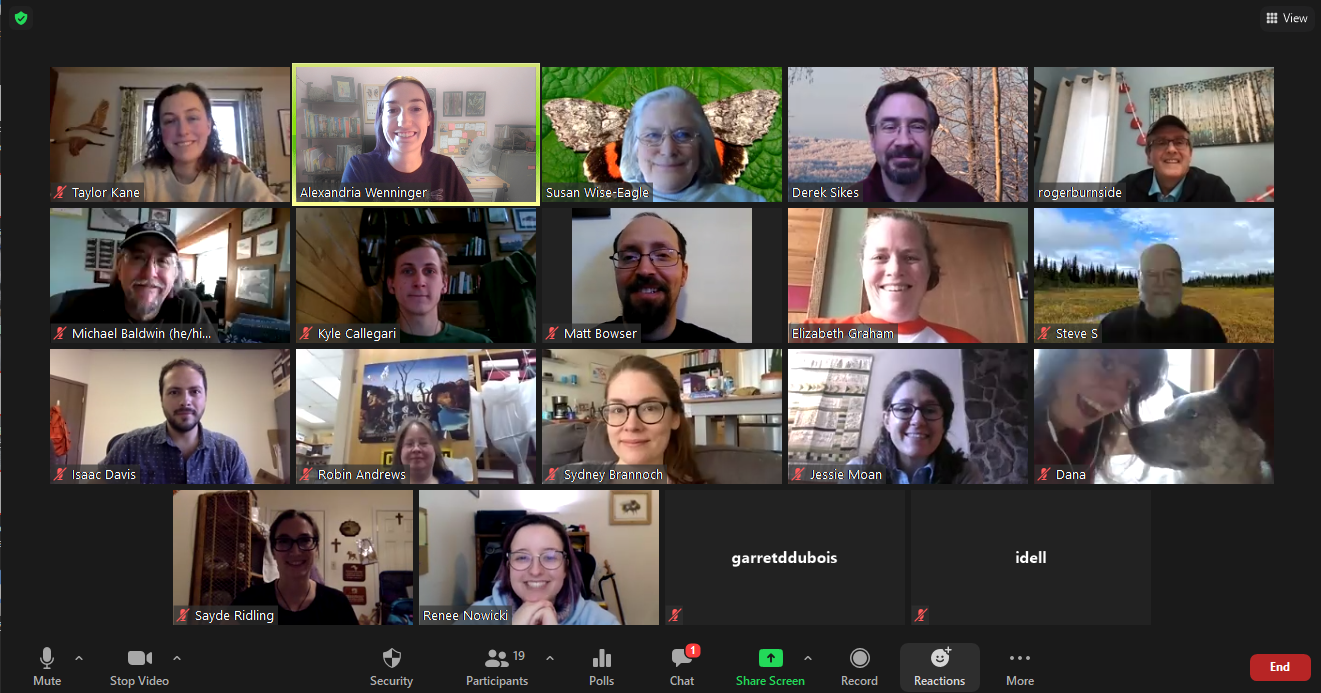 View
Taylor Kane
Alexandria Wenninger
Susan Wise-Eagle
Derek Sikes
rogerburnside
Michael Baldwin (he/hi...
Kyle Callegari
Matt Bowser
Elizabeth Graham
Steve S
Isaac Davis
Robin Andrews
Sydney Brannoch
Jessie Moan
Dana
Sayde Ridling
Renee Nowicki
garretddubois
idell
19
1
Mute
Stop Video
Security
Participants
Polls
Chat
Share Screen
Record
Reactions
More
End